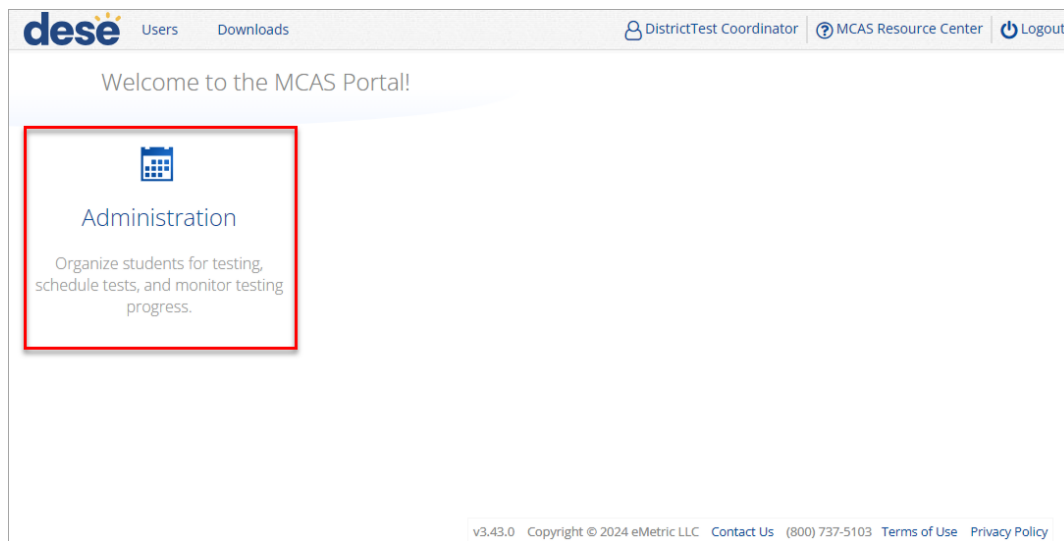 dese Users Downloads DistrictTest Coordinator ? MCAS Resource Center Logout
Welcome to the MCAS Portal!
Administration
Organize students for testing,
schedule tests, and monitor testing
progress.
v3.43.0 Copyright © 2024 eMetric LLC Contact Us (800) 737-5103 Terms of Use Privacy Policy